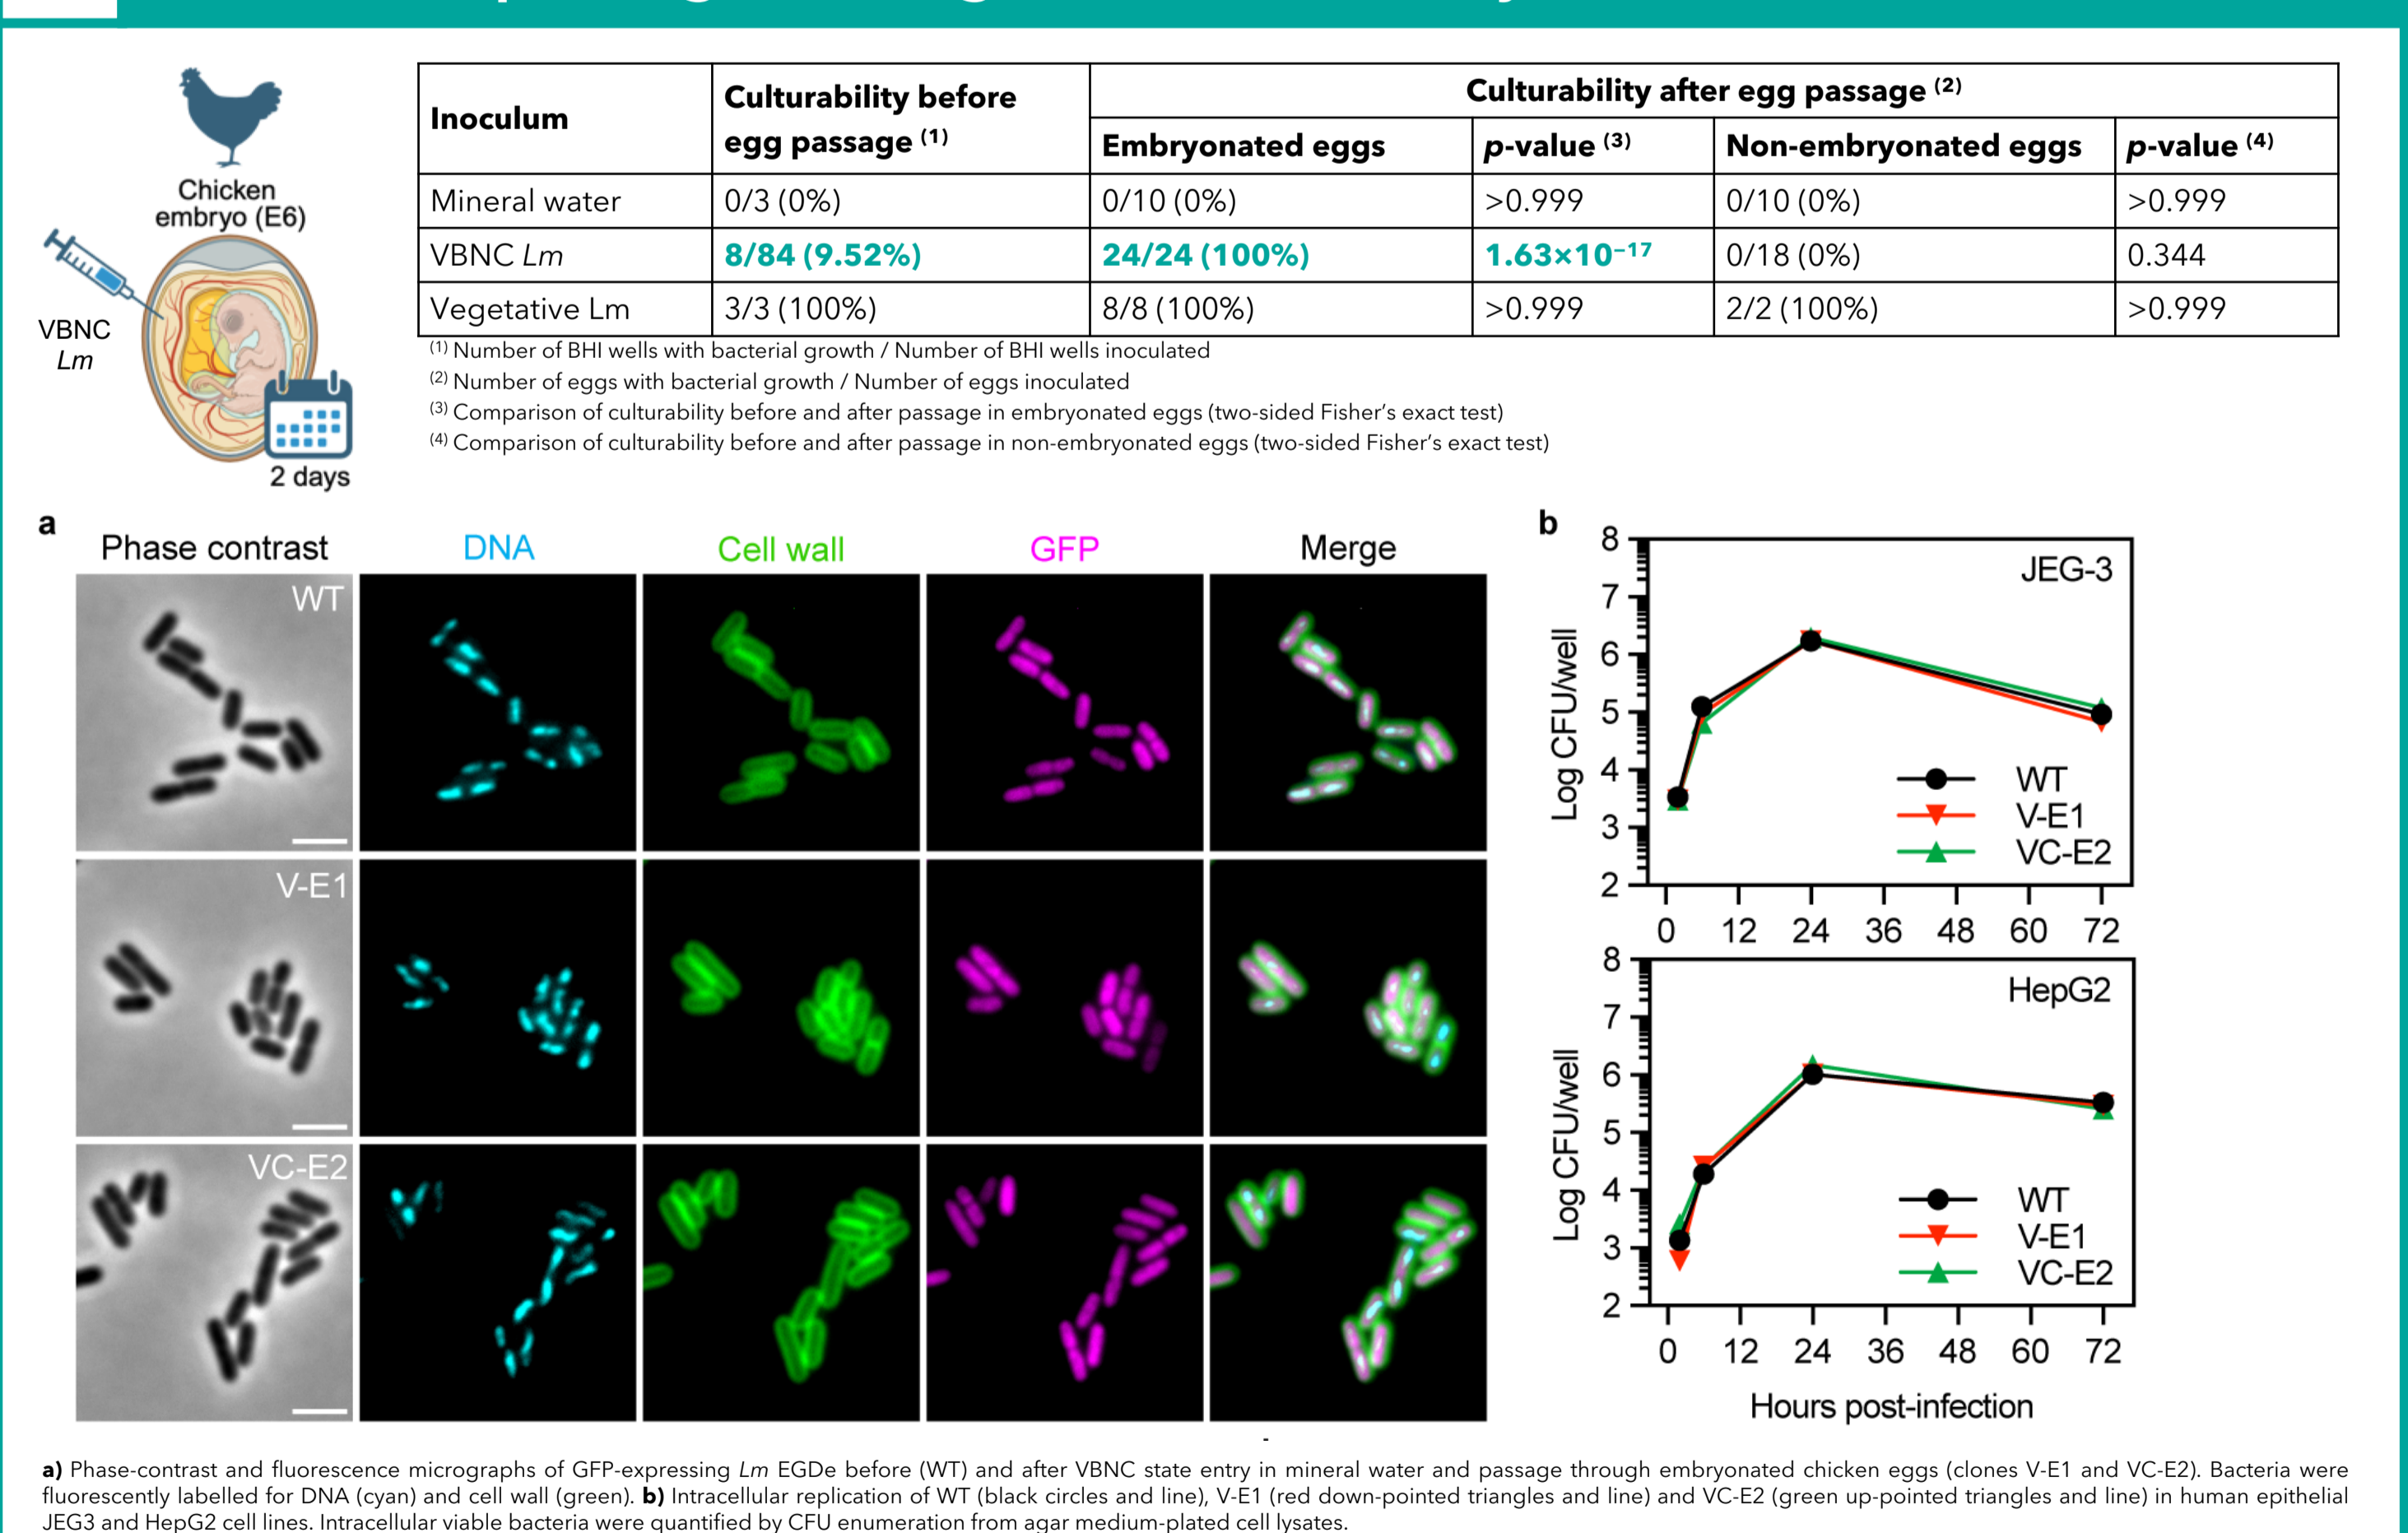 Chicken
embryo (E6)
VBNC
Lm
2 days
Inoculum
Culturability before
egg passage (1)
Culturability after egg passage (2)
Embryonated eggs
p-value (3)
Non-embryonated eggs
p-value (4)
Mineral water 0/3 (0%) 0/10 (0%) >0.999 0/10 (0%) >0.999
VBNC Lm 8/84 (9.52%) 24/24 (100%) 1.63×10⁻¹⁷ 0/18 (0%) 0.344
Vegetative Lm 3/3 (100%) 8/8 (100%) >0.999 2/2 (100%) >0.999
(1) Number of BHI wells with bacterial growth / Number of BHI wells inoculated
(2) Number of eggs with bacterial growth / Number of eggs inoculated
(3) Comparison of culturability before and after passage in embryonated eggs (two-sided Fisher's exact test)
(4) Comparison of culturability before and after passage in non-embryonated eggs (two-sided Fisher's exact test)
a
Phase contrast DNA Cell wall GFP Merge
WT
V-E1
VC-E2
b
JEG-3
Log CFU/well
8
7
6
5
4
3
2
WT
V-E1
VC-E2
0 12 24 36 48 60 72
HepG2
Log CFU/well
8
7
6
5
4
3
2
WT
V-E1
VC-E2
0 12 24 36 48 60 72
Hours post-infection
a) Phase-contrast and fluorescence micrographs of GFP-expressing Lm EGDe before (WT) and after VBNC state entry in mineral water and passage through embryonated chicken eggs (clones V-E1 and VC-E2). Bacteria were
fluorescently labelled for DNA (cyan) and cell wall (green). b) Intracellular replication of WT (black circles and line), V-E1 (red down-pointed triangles and line) and VC-E2 (green up-pointed triangles and line) in human epithelial
JEG3 and HepG2 cell lines. Intracellular viable bacteria were quantified by CFU enumeration from agar medium-plated cell lysates.